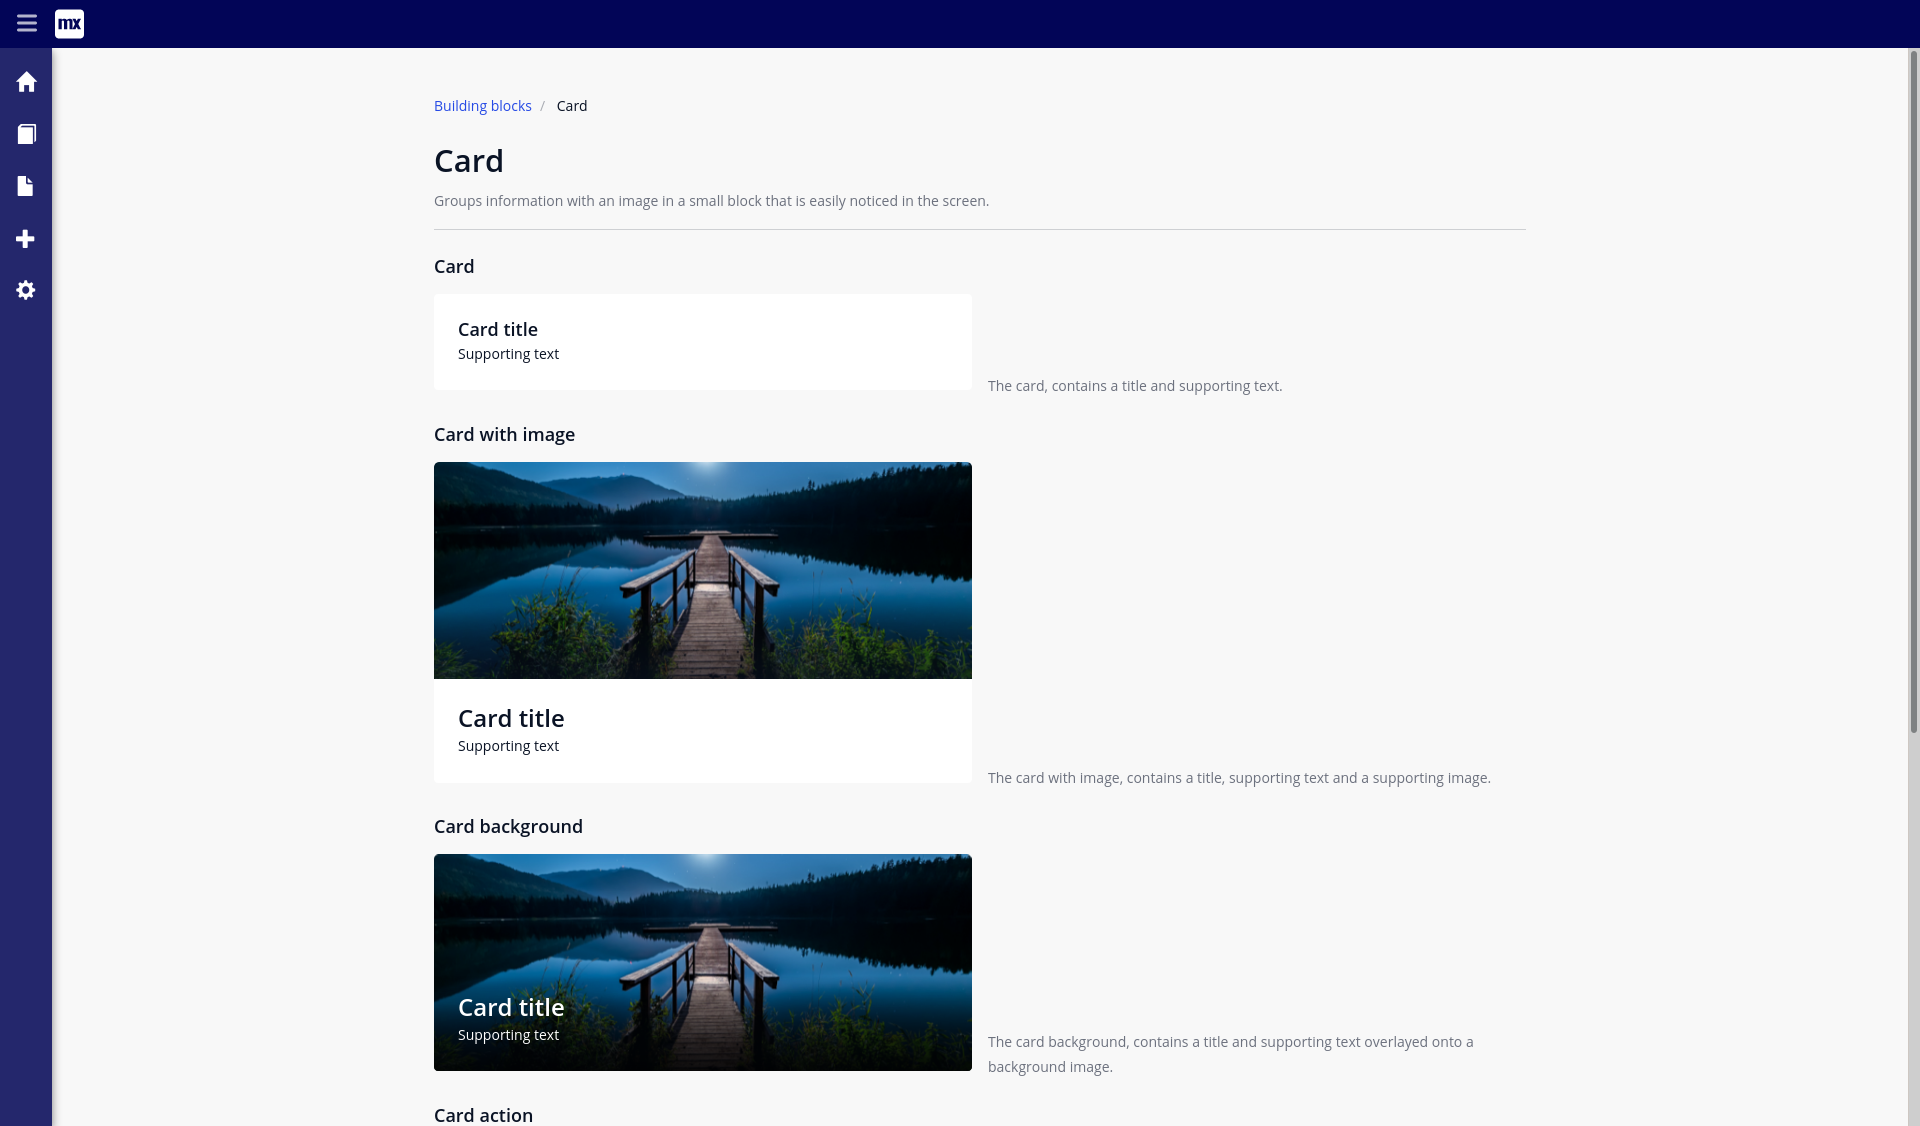 mx
Building blocks / Card
Card
Groups information with an image in a small block that is easily noticed in the screen.
Card
Card title
Supporting text
The card, contains a title and supporting text.
Card with image
Card title
Supporting text
The card with image, contains a title, supporting text and a supporting image.
Card background
Card title
Supporting text
The card background, contains a title and supporting text overlayed onto a
background image.
Card action